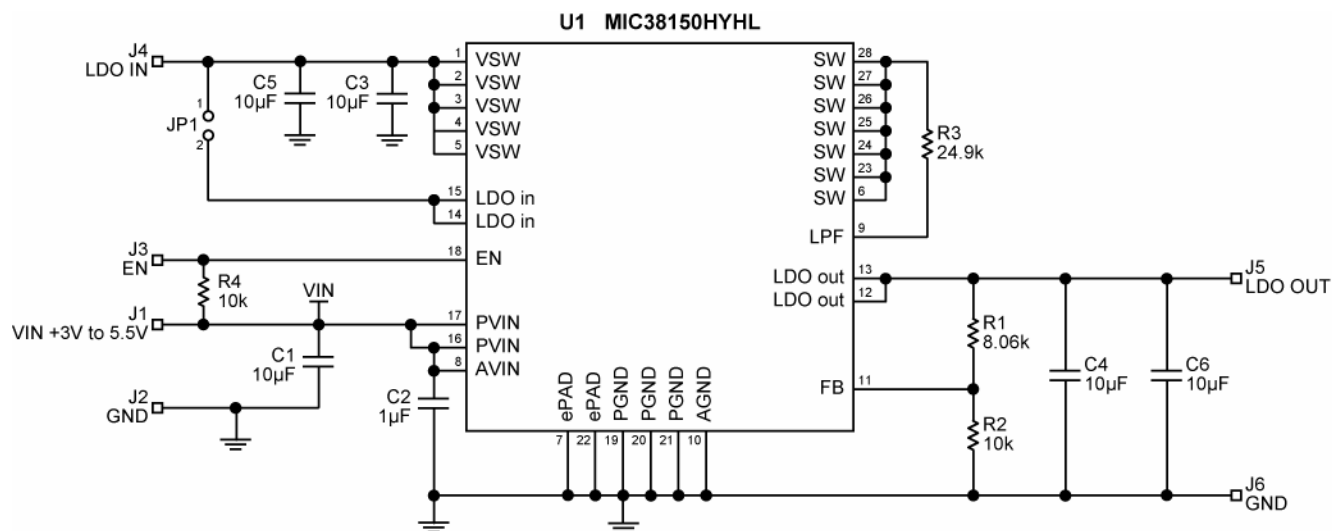 U1 MIC38150HYHL
J4
LDO IN
1
JP1
2
C5
10µF
C3
10µF
1 VSW
2 VSW
3 VSW
4 VSW
5 VSW
15 LDO in
14 LDO in
J3
EN
18 EN
R4
10k
VIN
J1
VIN +3V to 5.5V
17 PVIN
16 PVIN
8 AVIN
C1
10µF
C2
1µF
J2
GND
ePAD
ePAD
PGND
PGND
PGND
AGND
7 22 19 20 21 10
SW 28
SW 27
SW 26
SW 25
SW 24
SW 23
SW 6
R3
24.9k
LPF 9
LDO out 13
LDO out 12
J5
LDO OUT
R1
8.06k
C4
10µF
C6
10µF
FB 11
R2
10k
J6
GND